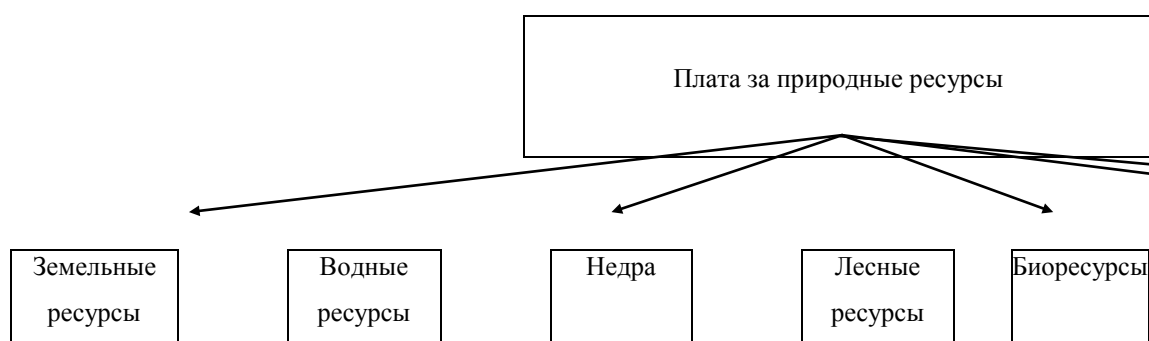 Плата за природные ресурсы
Земельные
ресурсы
Водные
ресурсы
Недра
Лесные
ресурсы
Биоресурсы